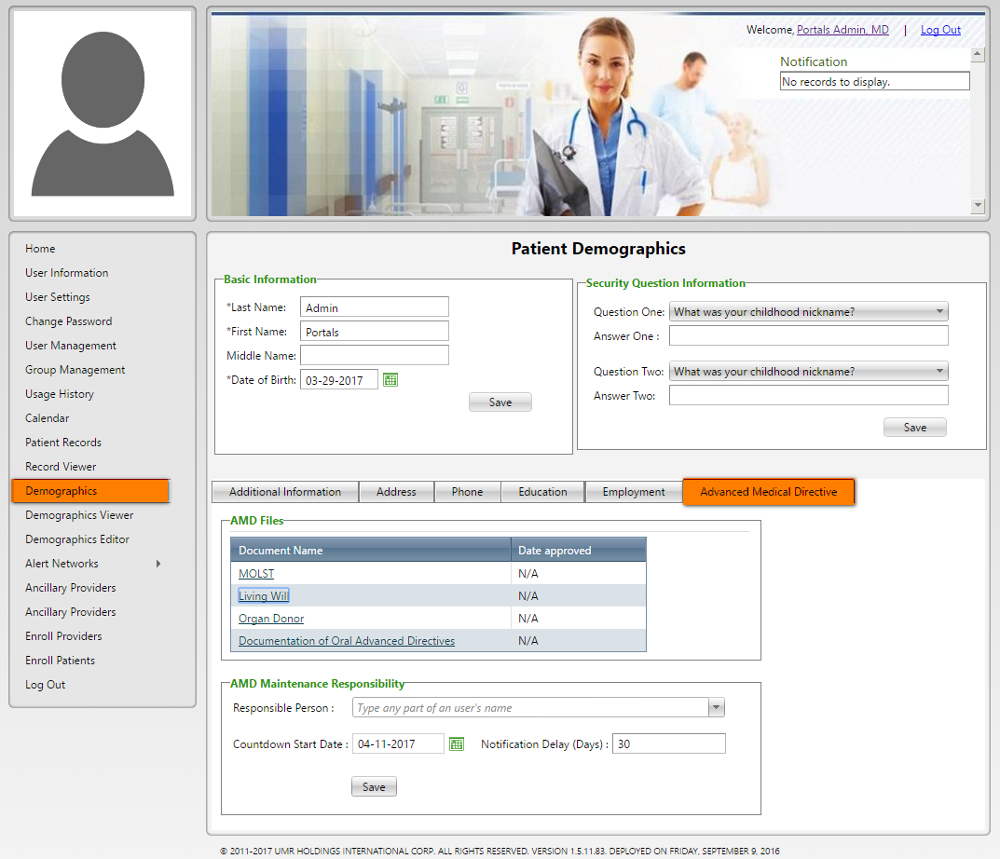 Welcome, Portals Admin, MD | Log Out
Notification
No records to display.
Home
User Information
User Settings
Change Password
User Management
Group Management
Usage History
Calendar
Patient Records
Record Viewer
Demographics
Demographics Viewer
Demographics Editor
Alert Networks
Ancillary Providers
Ancillary Providers
Enroll Providers
Enroll Patients
Log Out
Patient Demographics
Basic Information
*Last Name: Admin
*First Name: Portals
Middle Name:
*Date of Birth: 03-29-2017
Save
Security Question Information
Question One: What was your childhood nickname?
Answer One :
Question Two: What was your childhood nickname?
Answer Two:
Save
Additional Information Address Phone Education Employment Advanced Medical Directive
AMD Files
Document Name Date approved
MOLST N/A
Living Will N/A
Organ Donor N/A
Documentation of Oral Advanced Directives N/A
AMD Maintenance Responsibility
Responsible Person : Type any part of an user's name
Countdown Start Date : 04-11-2017 Notification Delay (Days) : 30
Save
© 2011-2017 UMR HOLDINGS INTERNATIONAL CORP. ALL RIGHTS RESERVED. VERSION 1.5.11.83. DEPLOYED ON FRIDAY, SEPTEMBER 9, 2016